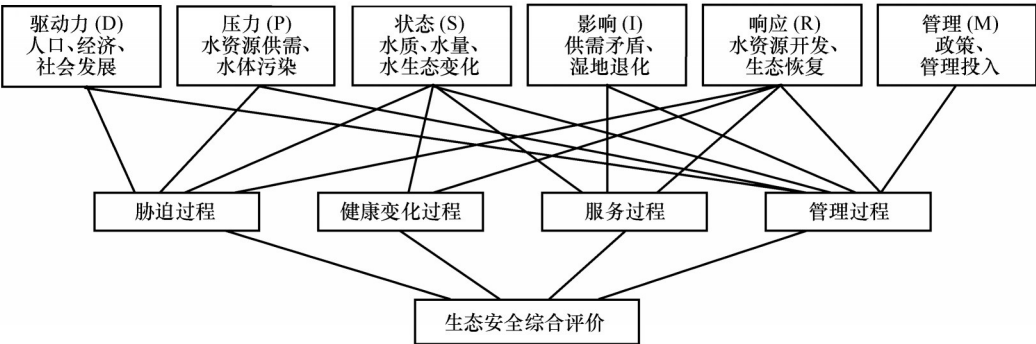 驱动力 (D)
人口、经济、
社会发展
压力 (P)
水资源供需、
水体污染
状态 (S)
水质、水量、
水生态变化
影响 (I)
供需矛盾、
湿地退化
响应 (R)
水资源开发、
生态恢复
管理 (M)
政策、
管理投入
胁迫过程
健康变化过程
服务过程
管理过程
生态安全综合评价